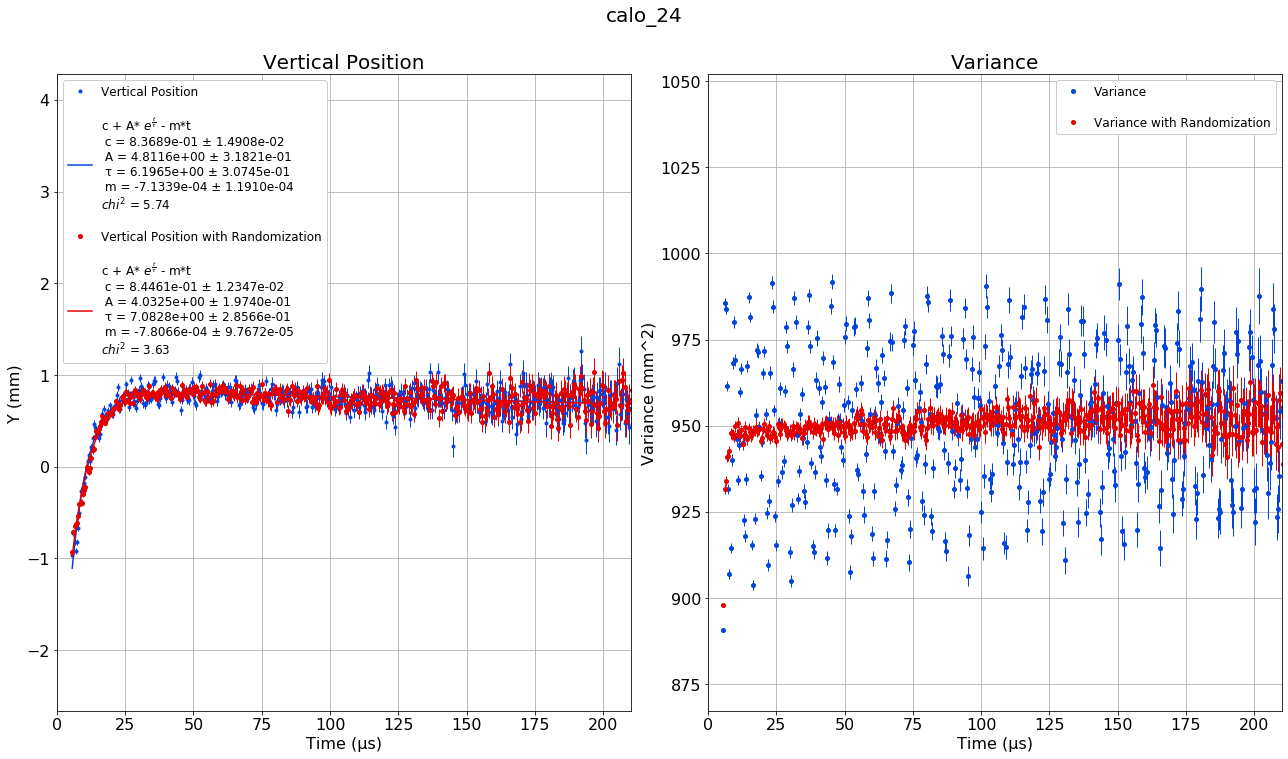 calo_24
Vertical Position
Vertical Position
c + A* e^{t/τ} - m*t
c = 8.3689e-01 ± 1.4908e-02
A = 4.8116e+00 ± 3.1821e-01
τ = 6.1965e+00 ± 3.0745e-01
m = -7.1339e-04 ± 1.1910e-04
chi² = 5.74
Vertical Position with Randomization
c + A* e^{t/τ} - m*t
c = 8.4461e-01 ± 1.2347e-02
A = 4.0325e+00 ± 1.9740e-01
τ = 7.0828e+00 ± 2.8566e-01
m = -7.8066e-04 ± 9.7672e-05
chi² = 3.63
Y (mm)
4
3
2
1
0
−1
−2
0 25 50 75 100 125 150 175 200
Time (μs)
Variance
Variance
Variance with Randomization
Variance (mm^2)
1050
1025
1000
975
950
925
900
875
0 25 50 75 100 125 150 175 200
Time (μs)